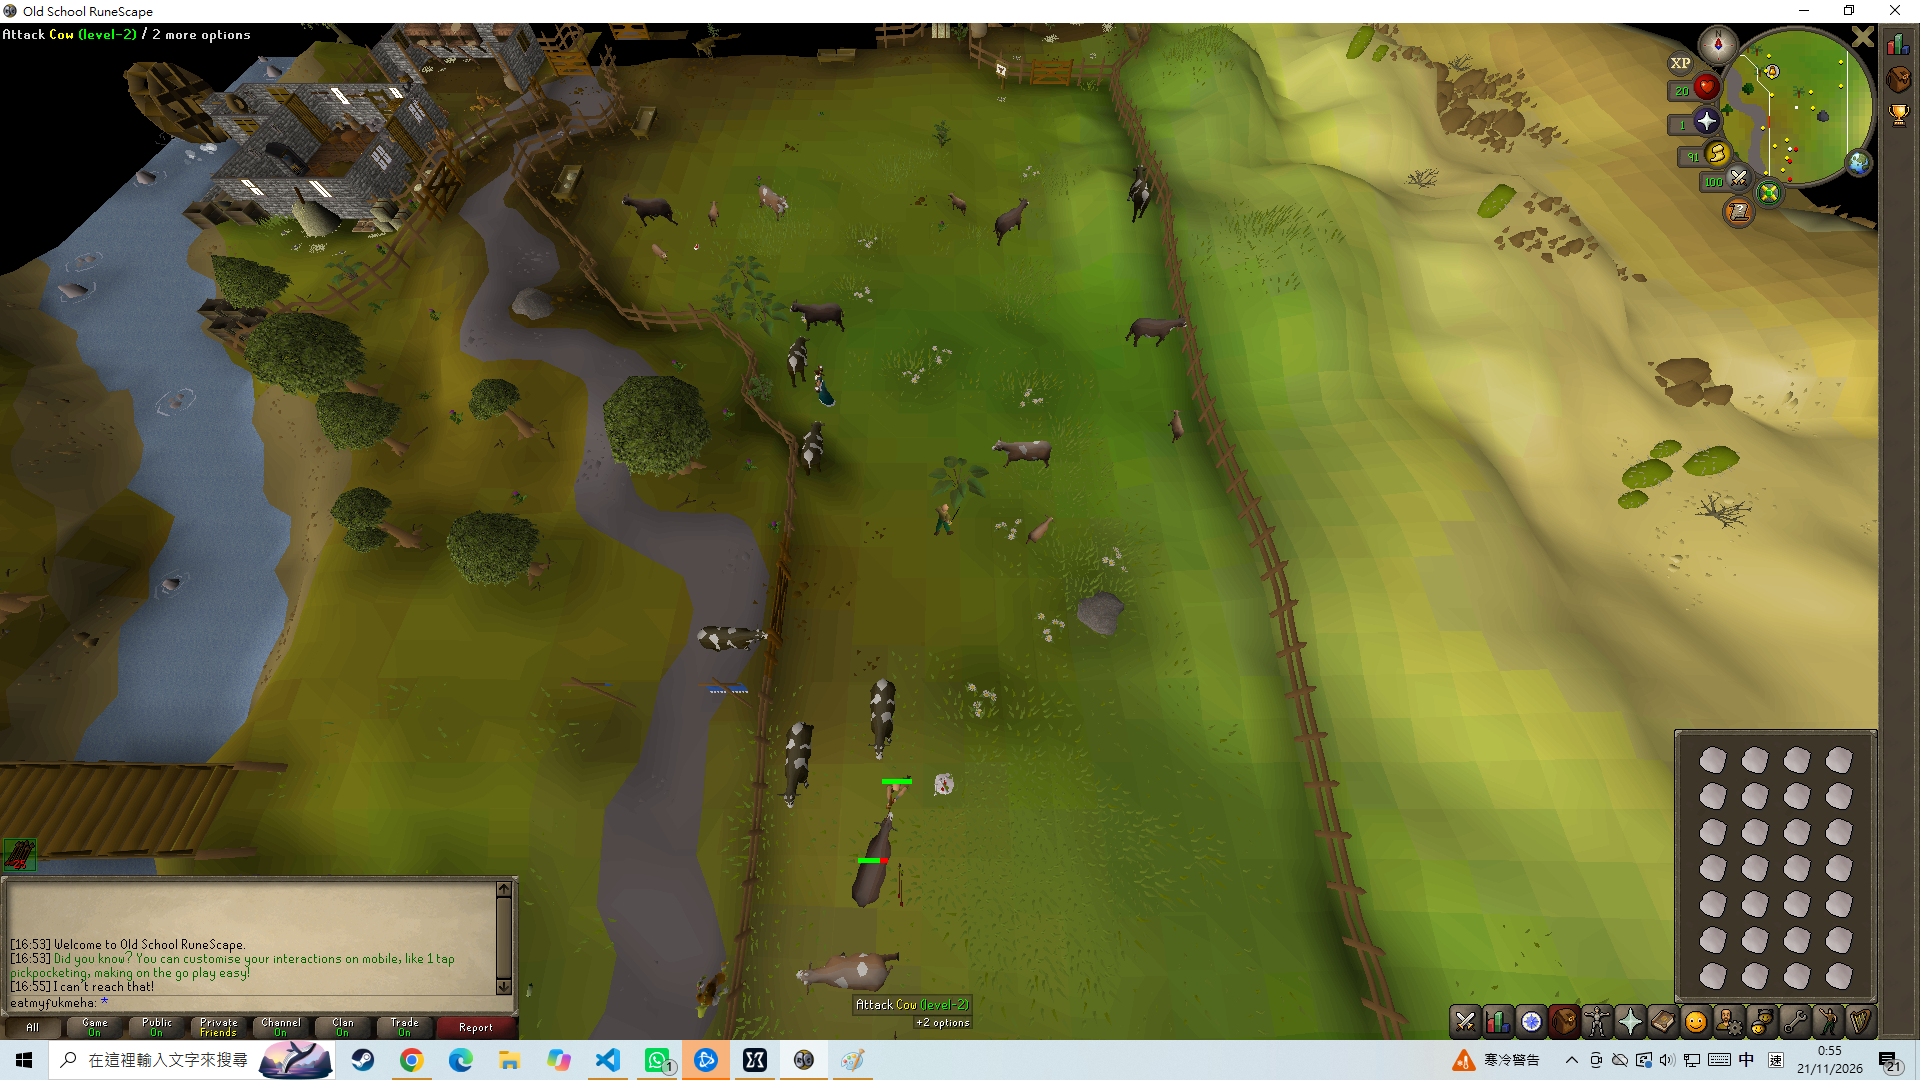 Old School RuneScape
Attack Cow (level-2) / 2 more options
N
XP
20
1
91
100
25
[16:53] Welcome to Old School RuneScape.
[16:53] Did you know? You can customise your interactions on mobile, like 1 tap
pickpocketing, making on the go play easy!
[16:55] I can't reach that!
eatmyfukmeha: *
Attack Cow (level-2)
+2 options
All
Game
On
Public
On
Private
Friends
Channel
On
Clan
On
Trade
On
Report
在這裡輸入文字來搜尋
1
寒冷警告
中
速
0:55
21/11/2026
21